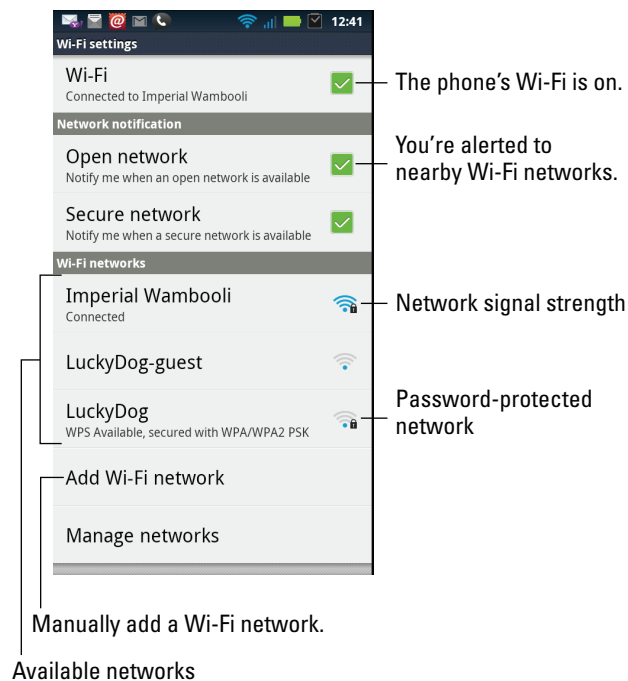 12:41
Wi-Fi settings
Wi-Fi
Connected to Imperial Wambooli
The phone’s Wi-Fi is on.
Network notification
Open network
Notify me when an open network is available
You’re alerted to
nearby Wi-Fi networks.
Secure network
Notify me when a secure network is available
Wi-Fi networks
Imperial Wambooli
Connected
Network signal strength
LuckyDog-guest
LuckyDog
WPS Available, secured with WPA/WPA2 PSK
Password-protected
network
Add Wi-Fi network
Manage networks
Manually add a Wi-Fi network.
Available networks